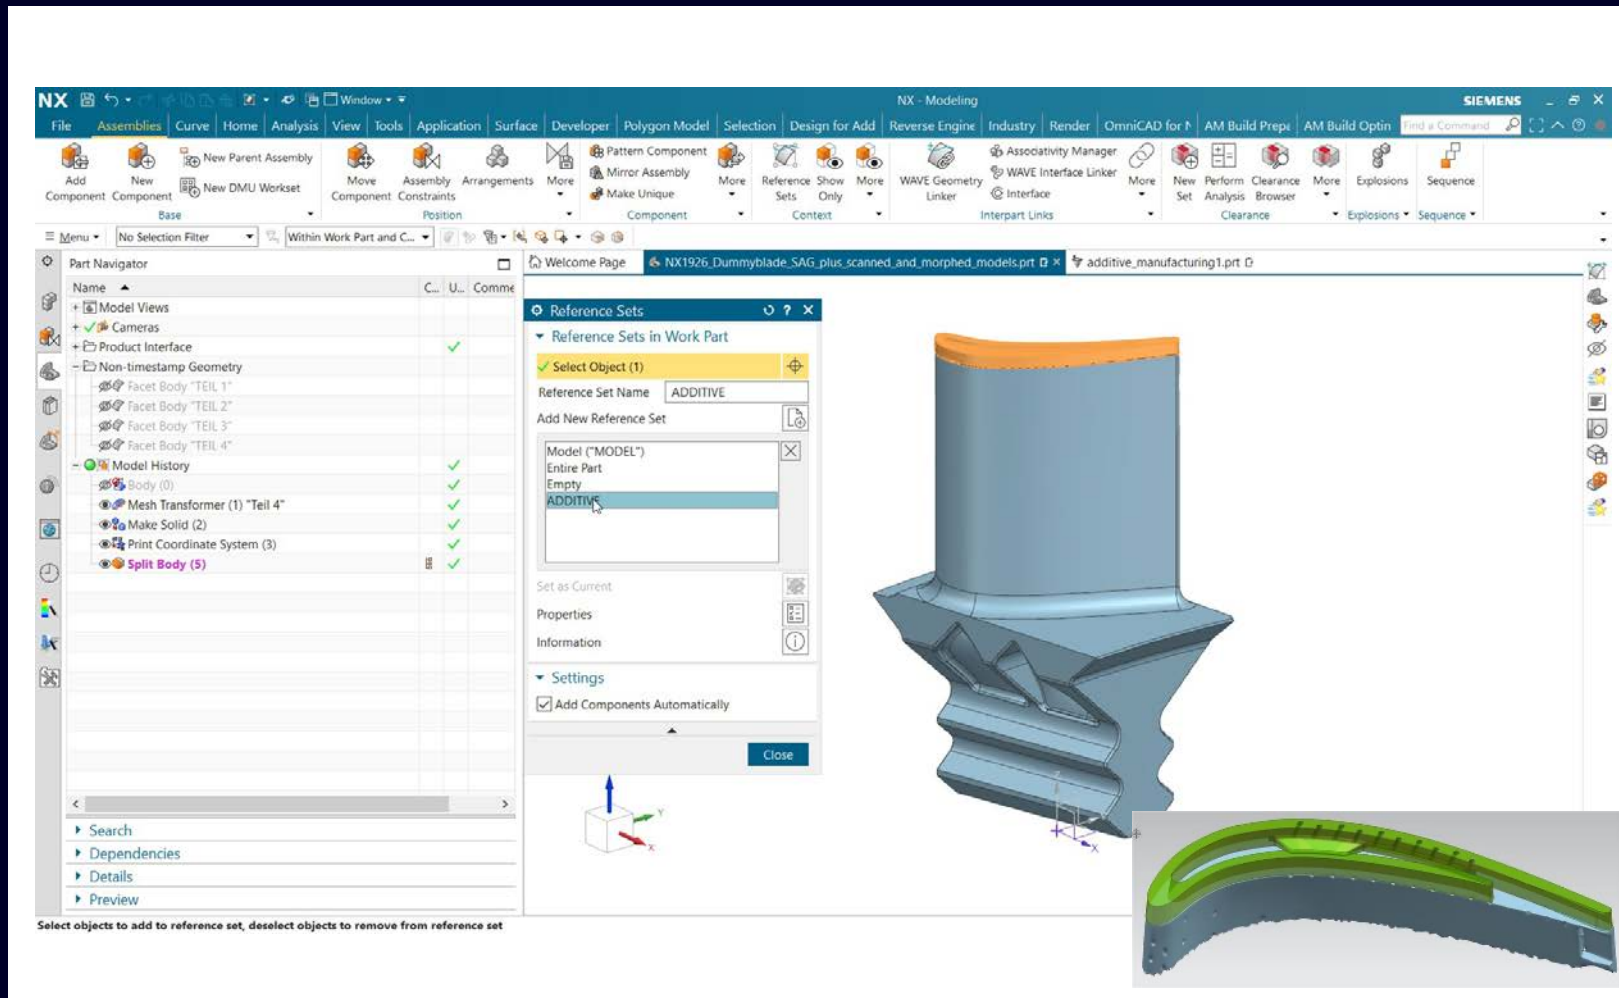 NX Window NX - Modeling SIEMENS
File Assemblies Curve Home Analysis View Tools Application Surface Developer Polygon Model Selection Design for Add Reverse Engine Industry Render OmniCAD for N AM Build Prepa AM Build Optin Find a Command
Add Component
New Component
New Parent Assembly
New DMU Workset
Base
Move Component
Assembly Constraints
Arrangements
More
Position
Pattern Component
Mirror Assembly
Make Unique
More
Component
Reference Sets
Show Only
More
Context
WAVE Geometry Linker
Associativity Manager
WAVE Interface Linker
Interface
More
Interpart Links
New Set
Perform Analysis
Clearance Browser
More
Clearance
Explosions
Explosions
Sequence
Sequence
Menu No Selection Filter Within Work Part and C...
Part Navigator
Name C... U... Comme
Model Views
Cameras
Product Interface
Non-timestamp Geometry
Facet Body "TEIL 1"
Facet Body "TEIL 2"
Facet Body "TEIL 3"
Facet Body "TEIL 4"
Model History
Body (0)
Mesh Transformer (1) "Teil 4"
Make Solid (2)
Print Coordinate System (3)
Split Body (5)
Search
Dependencies
Details
Preview
Welcome Page NX1926_Dummyblade_SAG_plus_scanned_and_morphed_models.prt additive_manufacturing1.prt
Reference Sets
Reference Sets in Work Part
Select Object (1)
Reference Set Name ADDITIVE
Add New Reference Set
Model ("MODEL")
Entire Part
Empty
ADDITIVE
Set as Current
Properties
Information
Settings
Add Components Automatically
Close
Y
X
Z
X
Select objects to add to reference set, deselect objects to remove from reference set